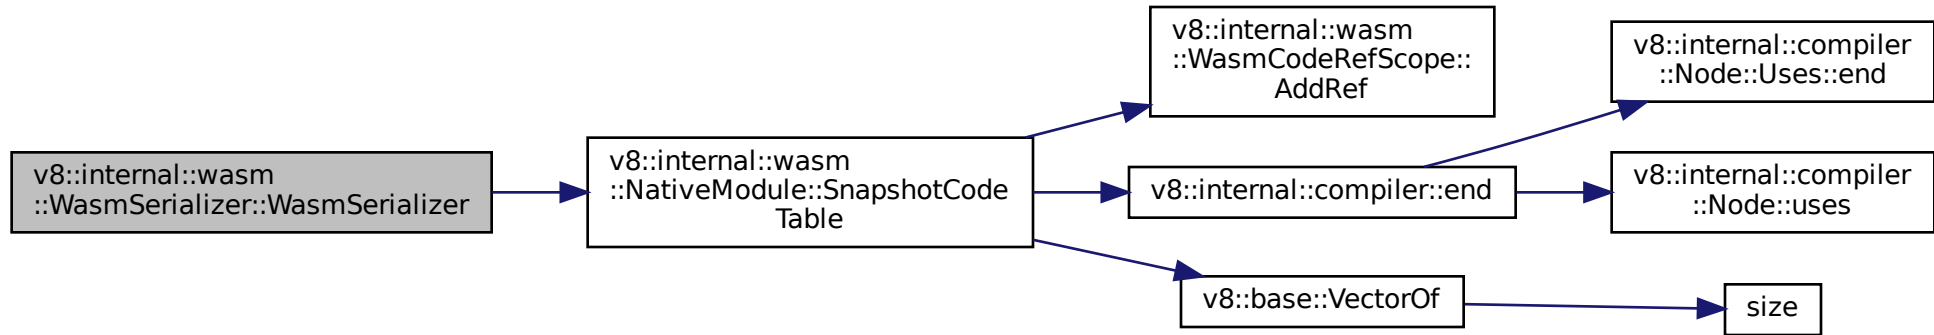 v8::internal::wasm
::WasmSerializer::WasmSerializer
v8::internal::wasm
::NativeModule::SnapshotCode
Table
v8::internal::wasm
::WasmCodeRefScope::
AddRef
v8::internal::compiler::end
v8::base::VectorOf
v8::internal::compiler
::Node::Uses::end
v8::internal::compiler
::Node::uses
size